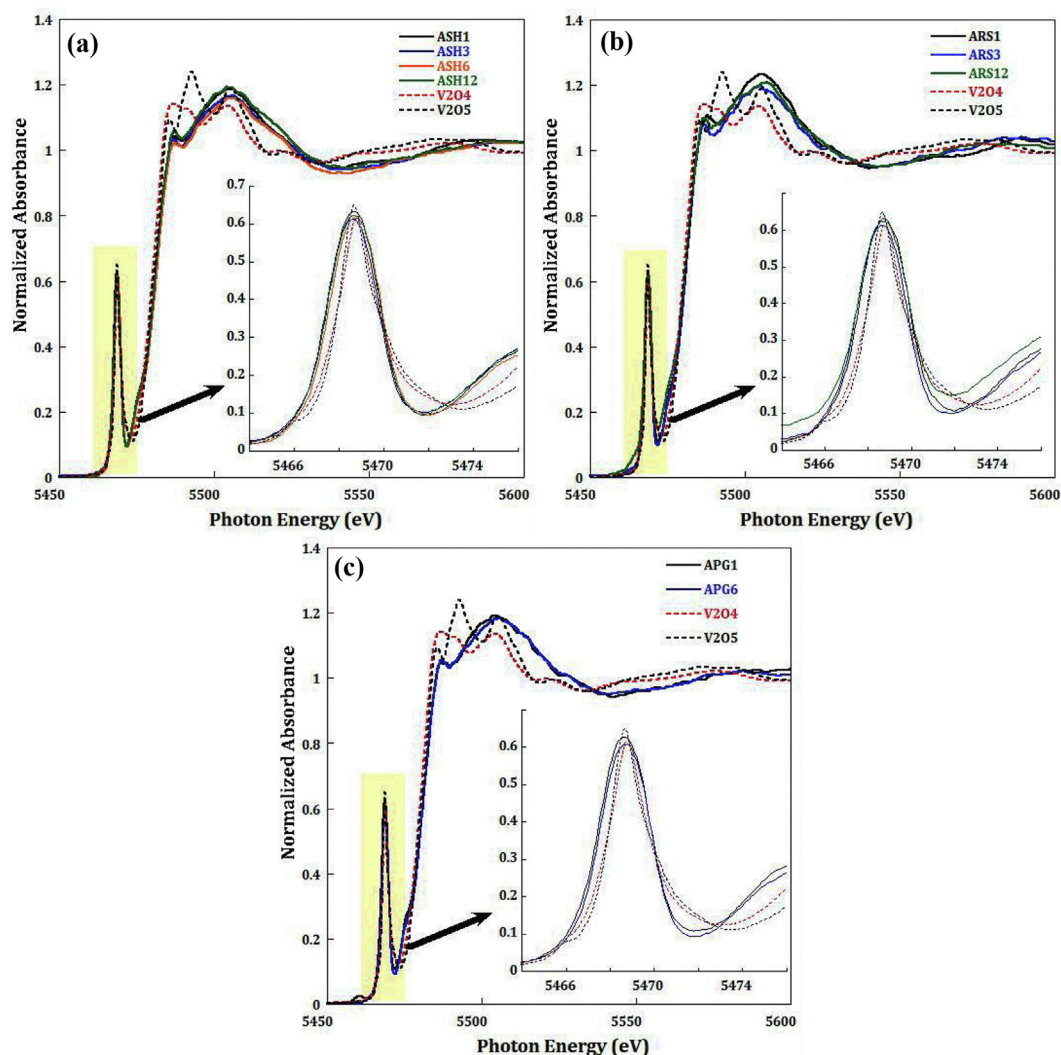 (a)
ASH1
ASH3
ASH6
ASH12
V2O4
V2O5
1.4
1.2
1
0.8
0.6
0.4
0.2
0
Normalized Absorbance
0.7
0.6
0.5
0.4
0.3
0.2
0.1
0
5466 5470 5474
5450 5500 5550 5600
Photon Energy (eV)
(b)
ARS1
ARS3
ARS12
V2O4
V2O5
1.4
1.2
1
0.8
0.6
0.4
0.2
0
Normalized Absorbance
0.7
0.6
0.5
0.4
0.3
0.2
0.1
0
5466 5470 5474
5450 5500 5550 5600
Photon Energy (eV)
(c)
APG1
APG6
V2O4
V2O5
1.4
1.2
1
0.8
0.6
0.4
0.2
0
Normalized Absorbance
0.7
0.6
0.5
0.4
0.3
0.2
0.1
0
5466 5470 5474
5450 5500 5550 5600
Photon Energy (eV)